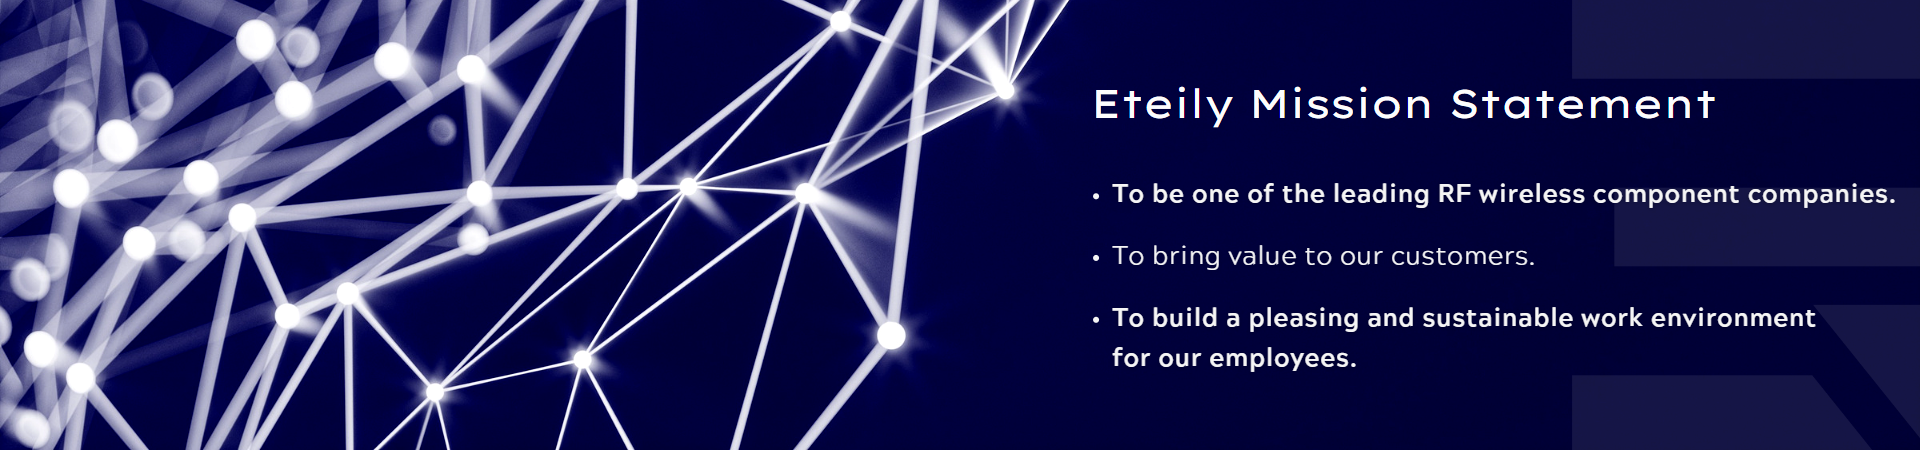 Eteily Mission Statement
• To be one of the leading RF wireless component companies.
• To bring value to our customers.
• To build a pleasing and sustainable work environment
for our employees.